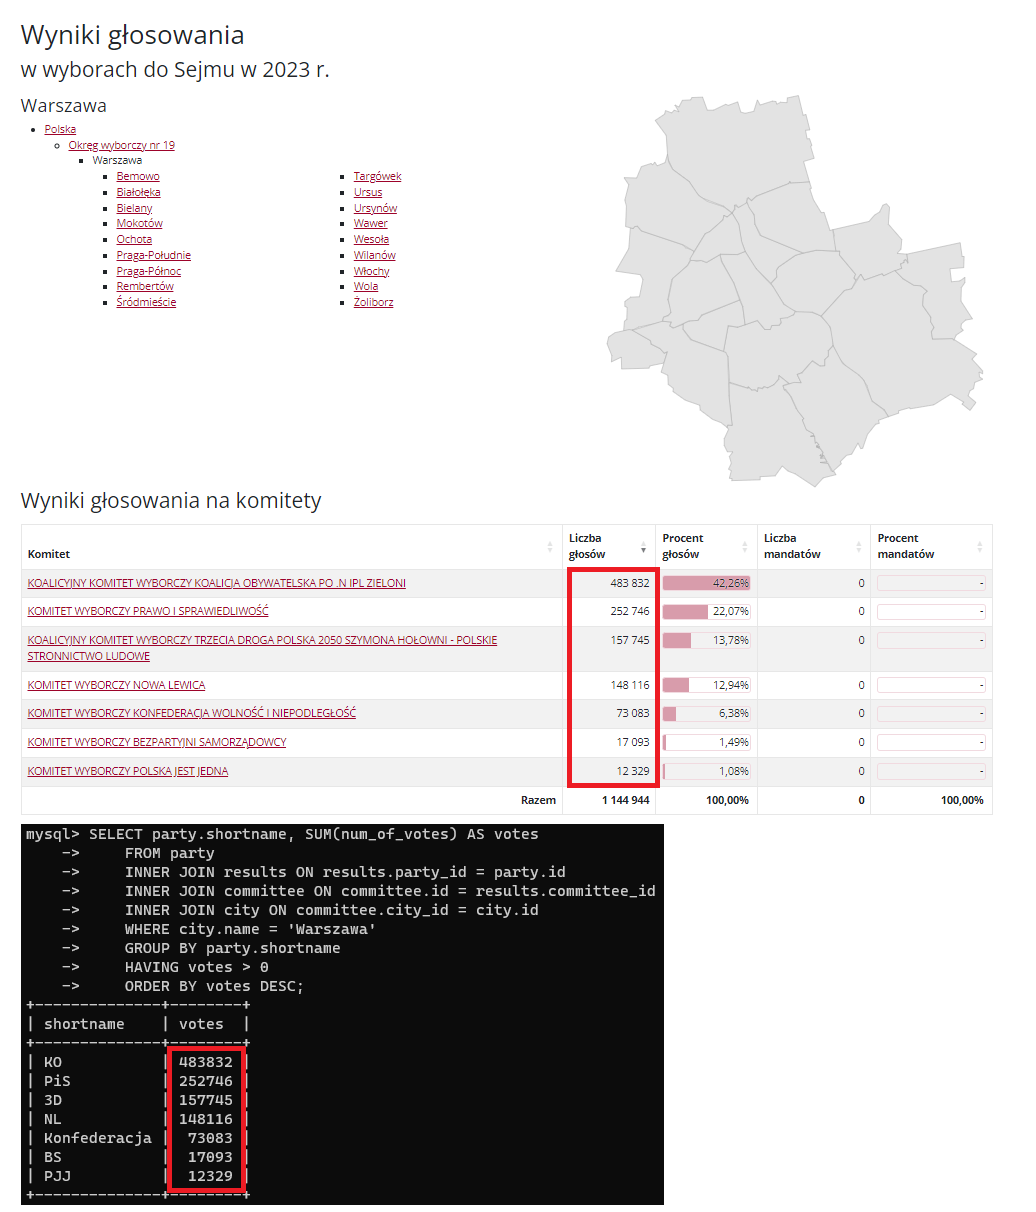 Wyniki głosowania
w wyborach do Sejmu w 2023 r.
Warszawa
Polska
Okręg wyborczy nr 19
Warszawa
Bemowo
Białołęka
Bielany
Mokotów
Ochota
Praga-Południe
Praga-Północ
Rembertów
Śródmieście
Targówek
Ursus
Ursynów
Wawer
Wesoła
Wilanów
Włochy
Wola
Żoliborz
Wyniki głosowania na komitety
Komitet Liczba głosów Procent głosów Liczba mandatów Procent mandatów
KOALICYJNY KOMITET WYBORCZY KOALICJA OBYWATELSKA PO .N IPL ZIELONI 483 832 42,26% 0 -
KOMITET WYBORCZY PRAWO I SPRAWIEDLIWOŚĆ 252 746 22,07% 0 -
KOALICYJNY KOMITET WYBORCZY TRZECIA DROGA POLSKA 2050 SZYMONA HOŁOWNI - POLSKIE 157 745 13,78% 0 -
STRONNICTWO LUDOWE
KOMITET WYBORCZY NOWA LEWICA 148 116 12,94% 0 -
KOMITET WYBORCZY KONFEDERACJA WOLNOŚĆ I NIEPODLEGŁOŚĆ 73 083 6,38% 0 -
KOMITET WYBORCZY BEZPARTYJNI SAMORZĄDOWCY 17 093 1,49% 0 -
KOMITET WYBORCZY POLSKA JEST JEDNA 12 329 1,08% 0 -
Razem 1 144 944 100,00% 0 100,00%
mysql> SELECT party.shortname, SUM(num_of_votes) AS votes
-> FROM party
-> INNER JOIN results ON results.party_id = party.id
-> INNER JOIN committee ON committee.id = results.committee_id
-> INNER JOIN city ON committee.city_id = city.id
-> WHERE city.name = 'Warszawa'
-> GROUP BY party.shortname
-> HAVING votes > 0
-> ORDER BY votes DESC;
+--------------+--------+
| shortname | votes |
+--------------+--------+
| KO | 483832 |
| PiS | 252746 |
| 3D | 157745 |
| NL | 148116 |
| Konfederacja | 73083 |
| BS | 17093 |
| PJJ | 12329 |
+--------------+--------+